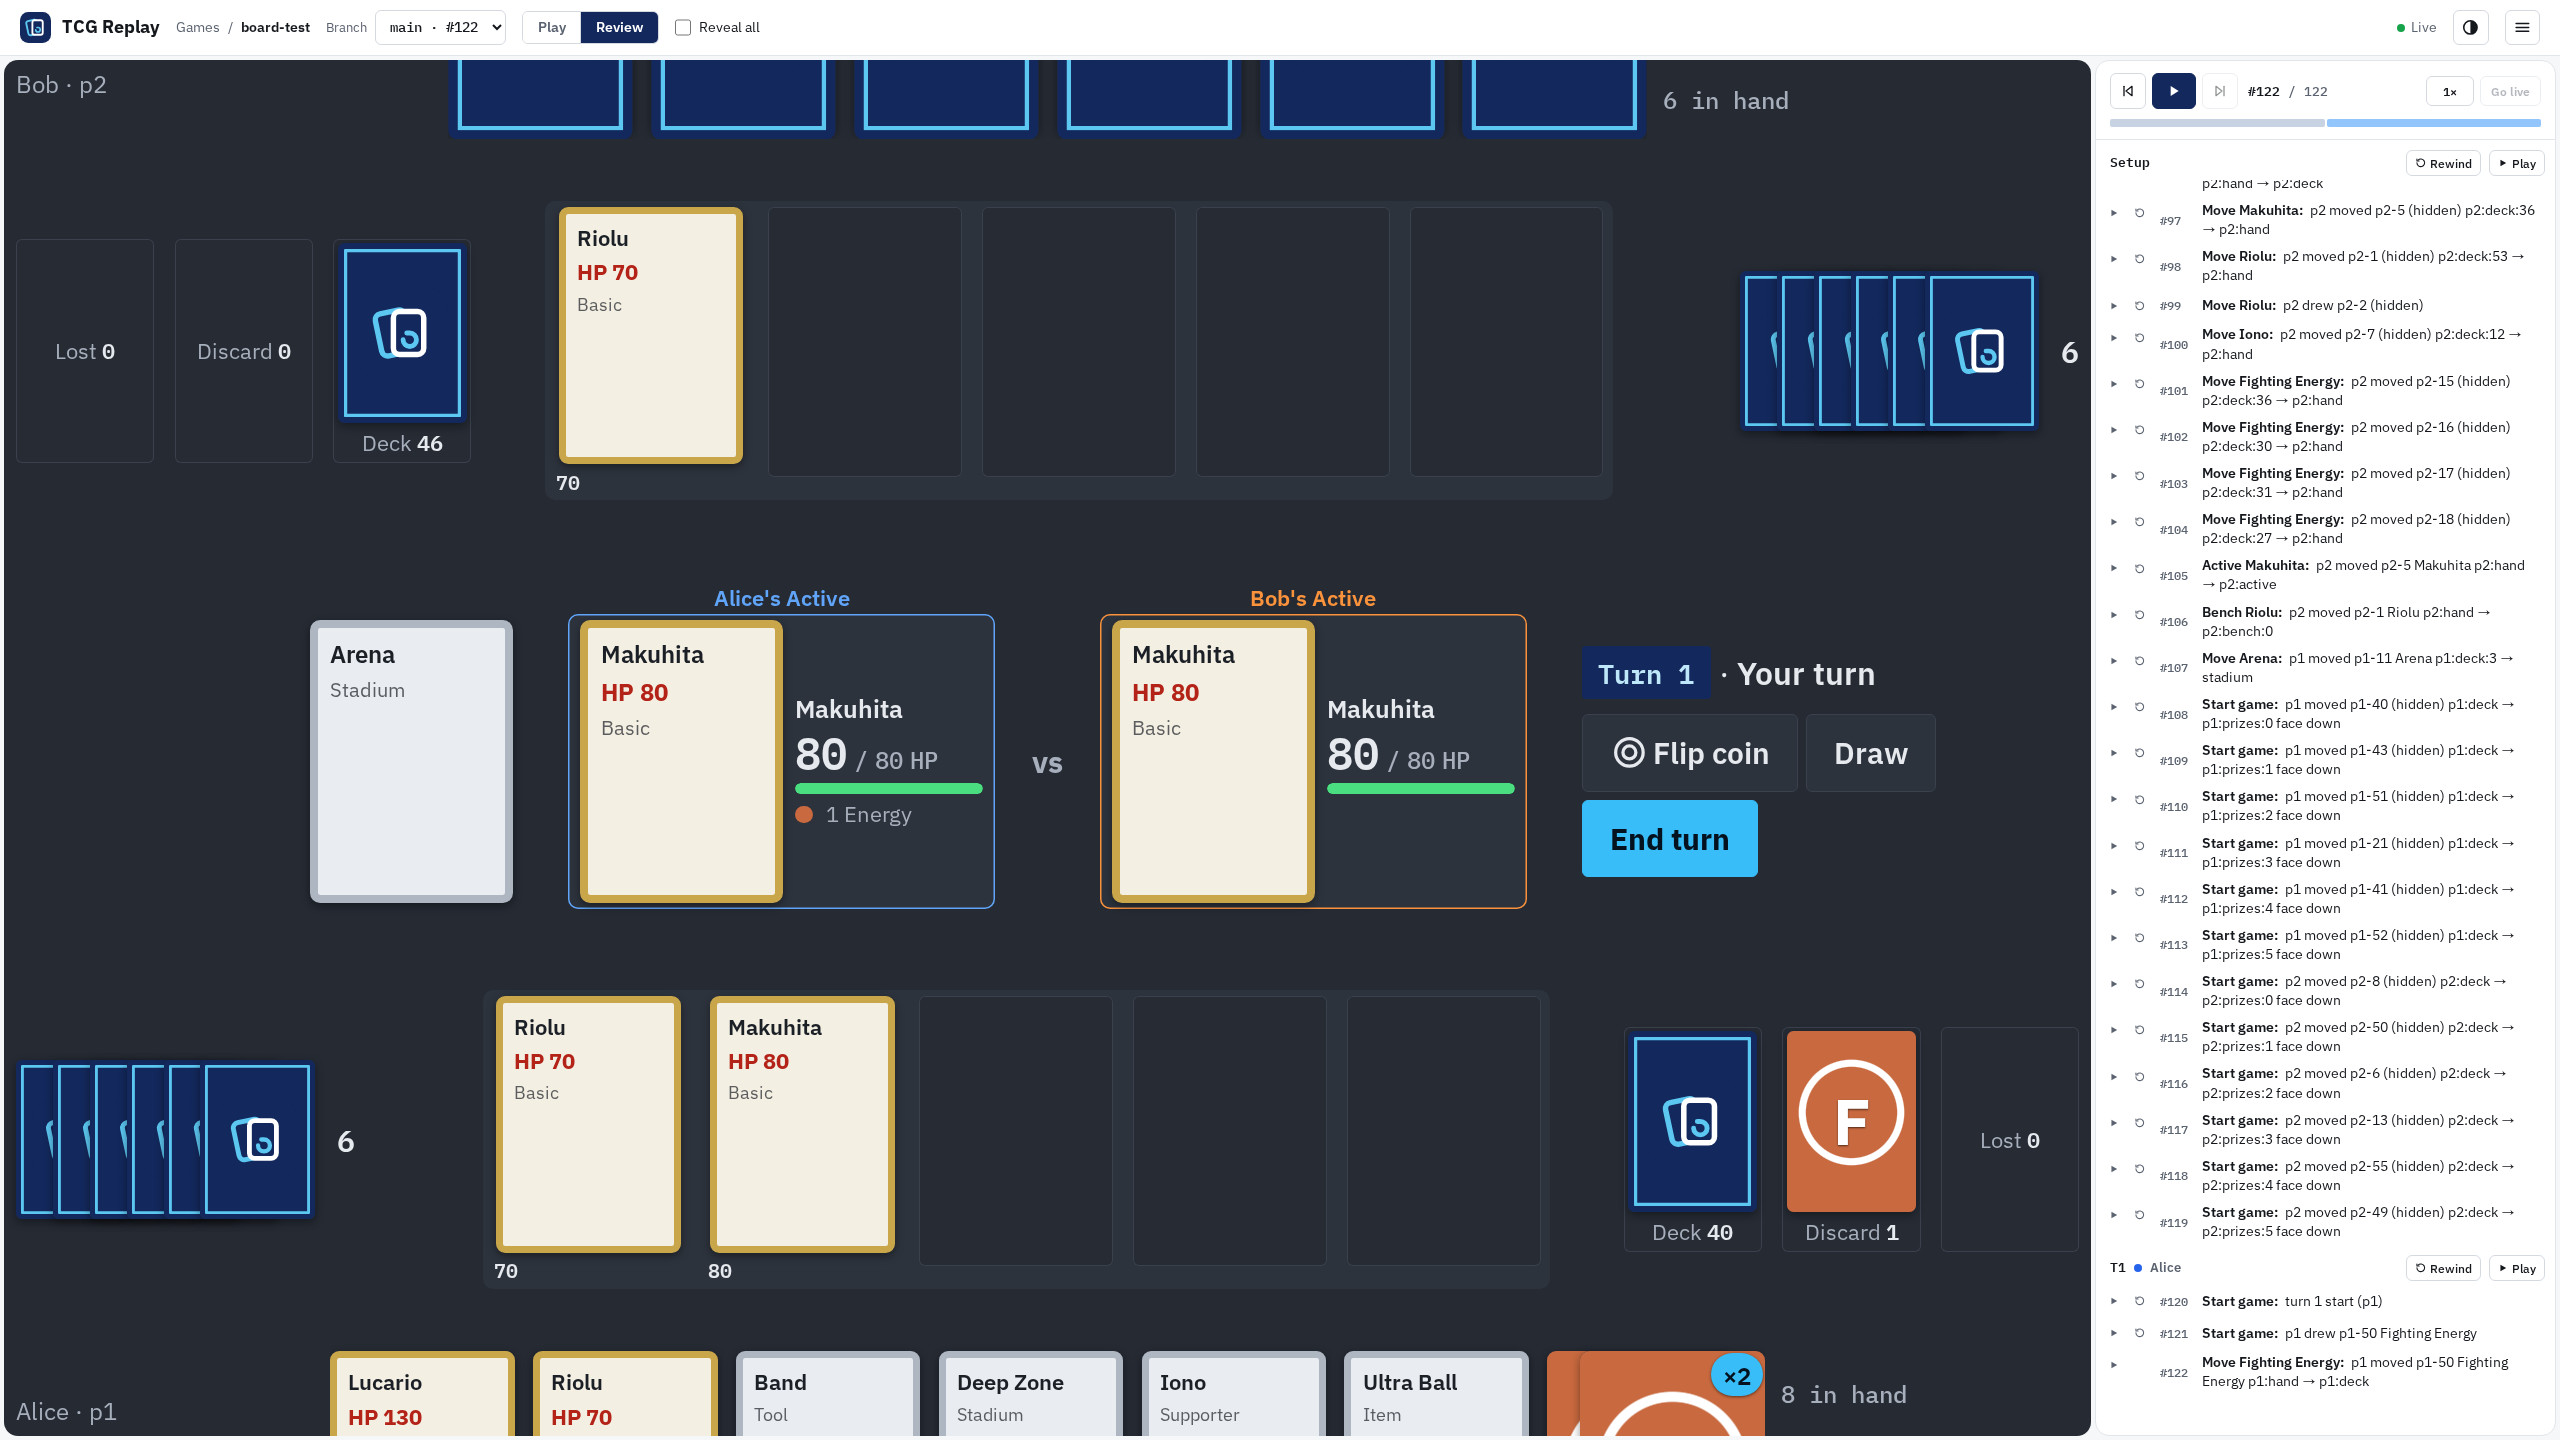 TCG Replay
Games / board-test
Branch
main · #122
Play
Review
Reveal all
Live
Bob · p2
6 in hand
Lost 0
Discard 0
Deck 46
Riolu
HP 70
Basic
70
6
Alice's Active
Bob's Active
Arena
Stadium
Makuhita
HP 80
Basic
Makuhita
80 / 80 HP
1 Energy
vs
Makuhita
HP 80
Basic
Makuhita
80 / 80 HP
Turn 1 · Your turn
Flip coin
Draw
End turn
6
Riolu
HP 70
Basic
70
Makuhita
HP 80
Basic
80
Deck 40
F
Discard 1
Lost 0
Alice · p1
Lucario
HP 130
Riolu
HP 70
Band
Tool
Deep Zone
Stadium
Iono
Supporter
Ultra Ball
Item
×2
8 in hand
#122 / 122
1×
Go live
Setup
Rewind
Play
p2:hand → p2:deck
#97
Move Makuhita: p2 moved p2-5 (hidden) p2:deck:36
→ p2:hand
#98
Move Riolu: p2 moved p2-1 (hidden) p2:deck:53 →
p2:hand
#99
Move Riolu: p2 drew p2-2 (hidden)
#100
Move Iono: p2 moved p2-7 (hidden) p2:deck:12 →
p2:hand
#101
Move Fighting Energy: p2 moved p2-15 (hidden)
p2:deck:36 → p2:hand
#102
Move Fighting Energy: p2 moved p2-16 (hidden)
p2:deck:30 → p2:hand
#103
Move Fighting Energy: p2 moved p2-17 (hidden)
p2:deck:31 → p2:hand
#104
Move Fighting Energy: p2 moved p2-18 (hidden)
p2:deck:27 → p2:hand
#105
Active Makuhita: p2 moved p2-5 Makuhita p2:hand
→ p2:active
#106
Bench Riolu: p2 moved p2-1 Riolu p2:hand →
p2:bench:0
#107
Move Arena: p1 moved p1-11 Arena p1:deck:3 →
stadium
#108
Start game: p1 moved p1-40 (hidden) p1:deck →
p1:prizes:0 face down
#109
Start game: p1 moved p1-43 (hidden) p1:deck →
p1:prizes:1 face down
#110
Start game: p1 moved p1-51 (hidden) p1:deck →
p1:prizes:2 face down
#111
Start game: p1 moved p1-21 (hidden) p1:deck →
p1:prizes:3 face down
#112
Start game: p1 moved p1-41 (hidden) p1:deck →
p1:prizes:4 face down
#113
Start game: p1 moved p1-52 (hidden) p1:deck →
p1:prizes:5 face down
#114
Start game: p2 moved p2-8 (hidden) p2:deck →
p2:prizes:0 face down
#115
Start game: p2 moved p2-50 (hidden) p2:deck →
p2:prizes:1 face down
#116
Start game: p2 moved p2-6 (hidden) p2:deck →
p2:prizes:2 face down
#117
Start game: p2 moved p2-13 (hidden) p2:deck →
p2:prizes:3 face down
#118
Start game: p2 moved p2-55 (hidden) p2:deck →
p2:prizes:4 face down
#119
Start game: p2 moved p2-49 (hidden) p2:deck →
p2:prizes:5 face down
T1
Alice
Rewind
Play
#120
Start game: turn 1 start (p1)
#121
Start game: p1 drew p1-50 Fighting Energy
#122
Move Fighting Energy: p1 moved p1-50 Fighting
Energy p1:hand → p1:deck